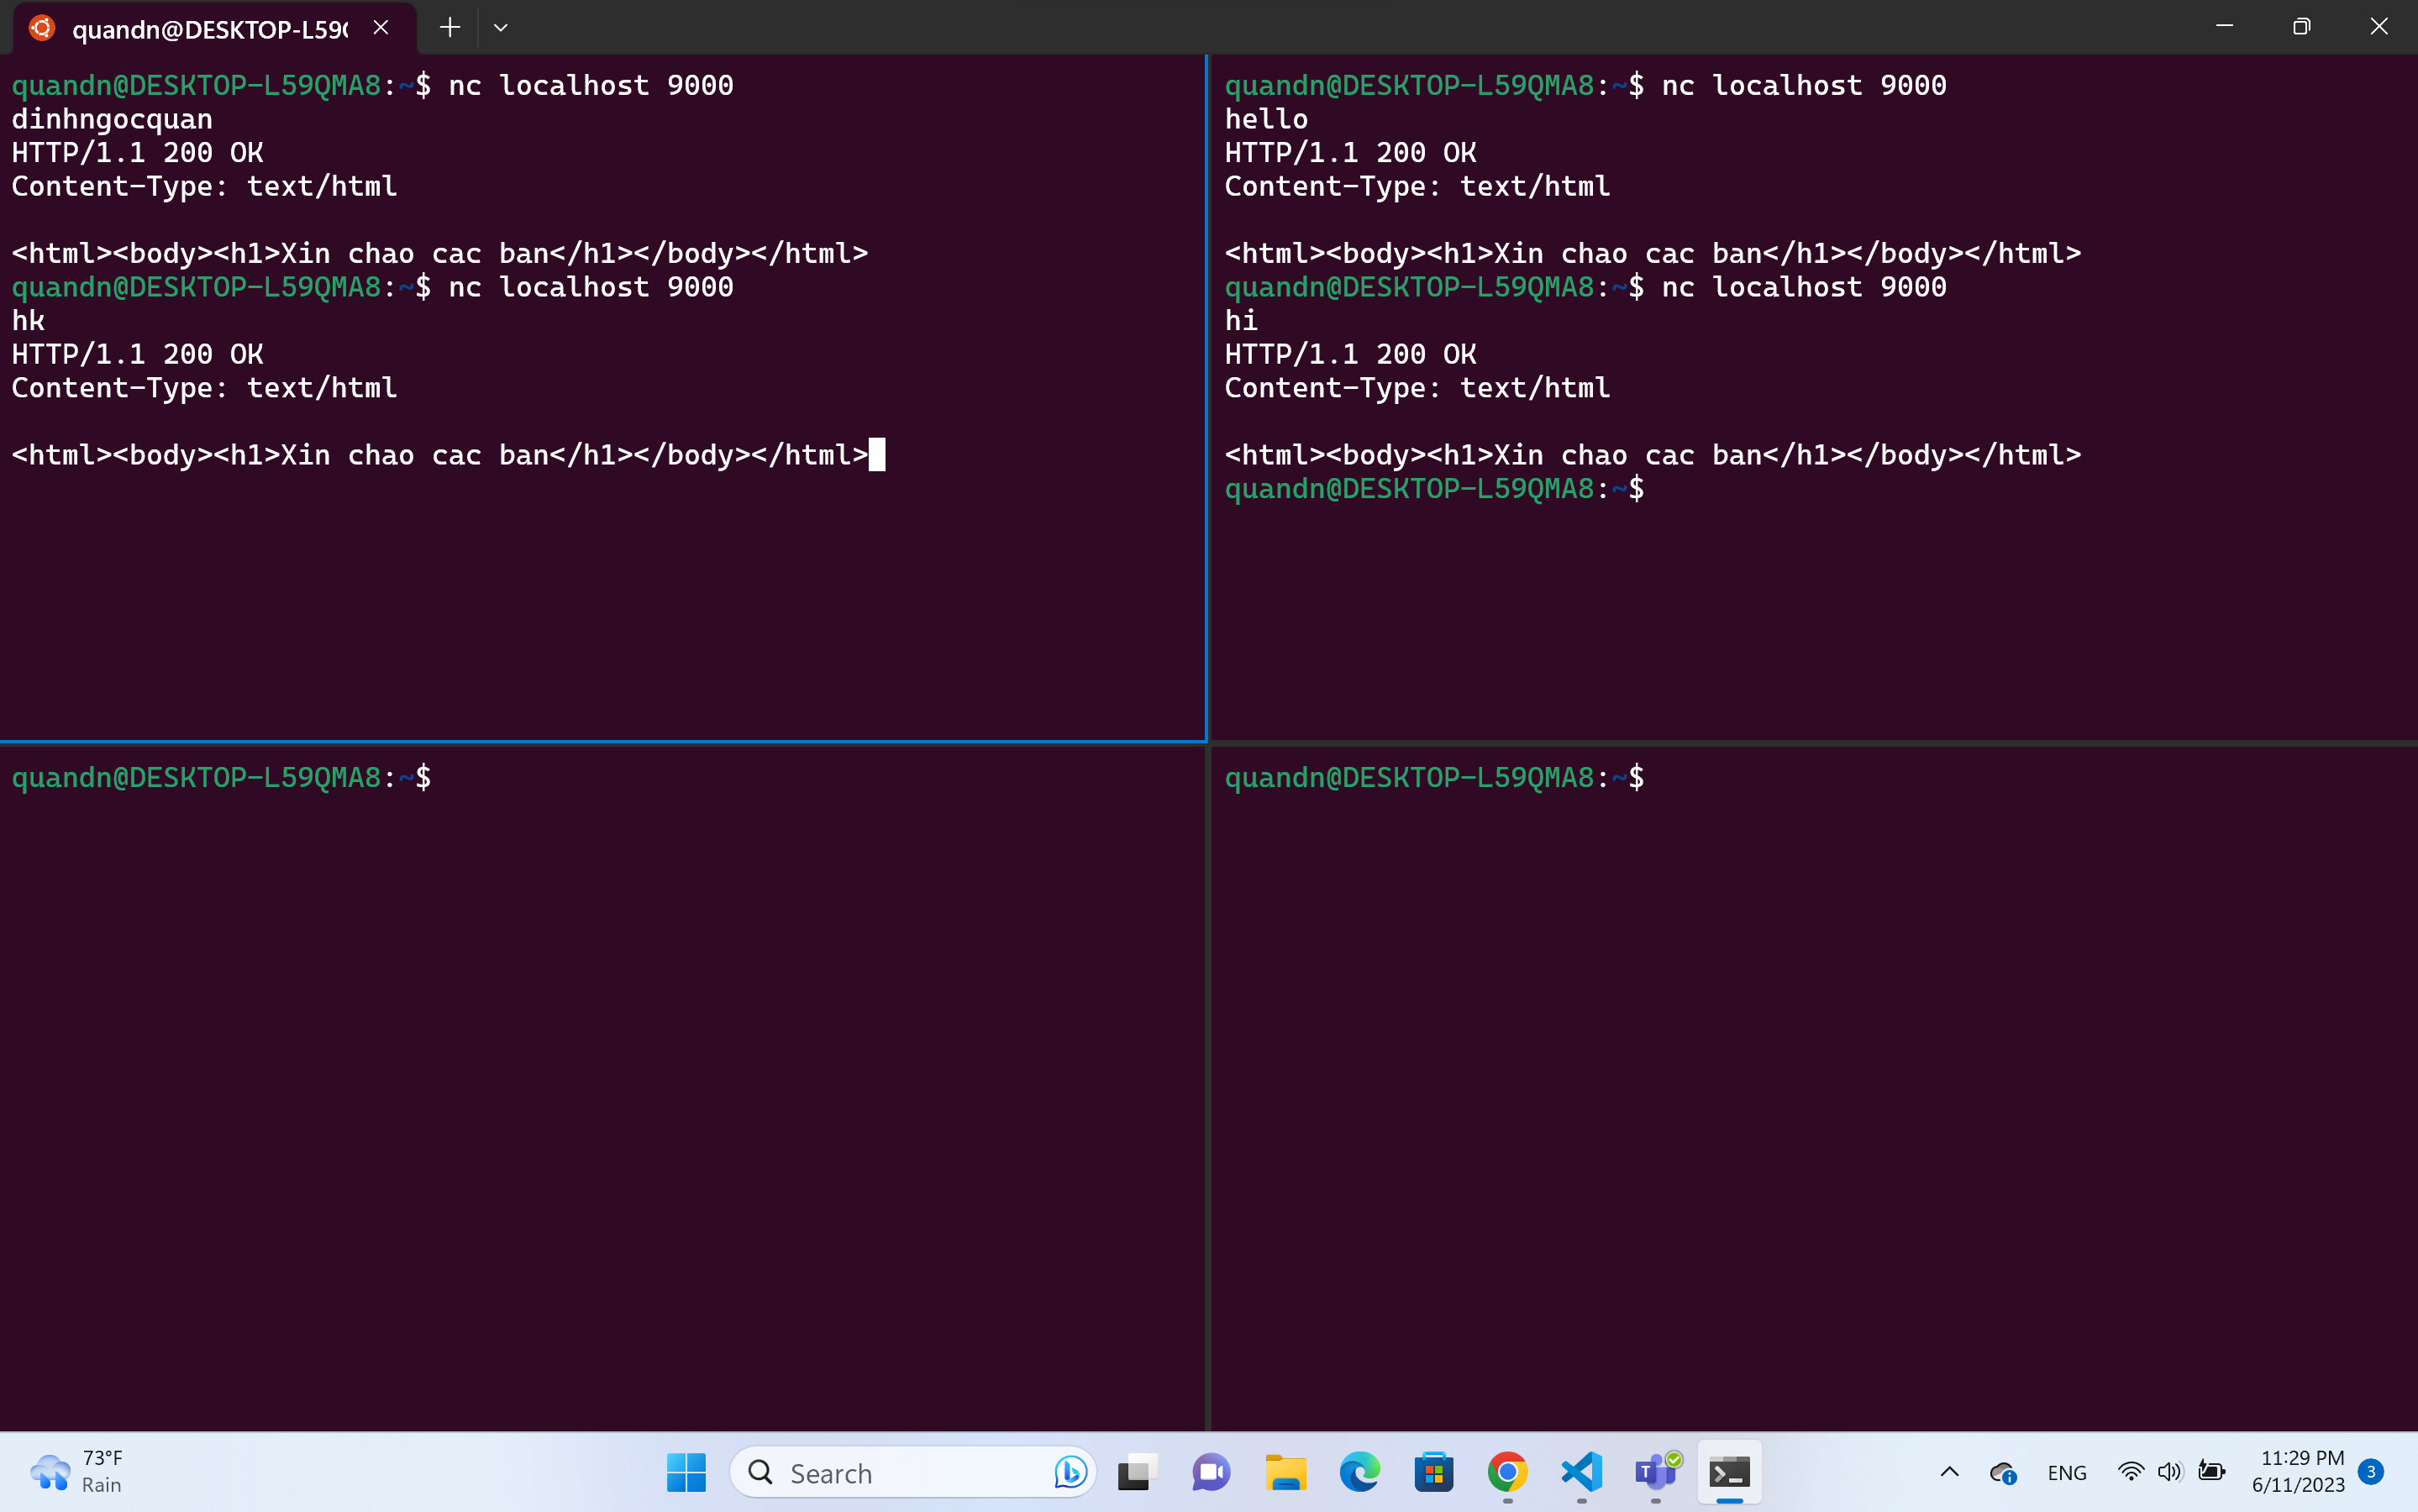 quandn@DESKTOP-L59Q
quandn@DESKTOP-L59QMA8:~$ nc localhost 9000
dinhngocquan
HTTP/1.1 200 OK
Content-Type: text/html
<html><body><h1>Xin chao cac ban</h1></body></html>
quandn@DESKTOP-L59QMA8:~$ nc localhost 9000
hk
HTTP/1.1 200 OK
Content-Type: text/html
<html><body><h1>Xin chao cac ban</h1></body></html>
quandn@DESKTOP-L59QMA8:~$ nc localhost 9000
hello
HTTP/1.1 200 OK
Content-Type: text/html
<html><body><h1>Xin chao cac ban</h1></body></html>
quandn@DESKTOP-L59QMA8:~$ nc localhost 9000
hi
HTTP/1.1 200 OK
Content-Type: text/html
<html><body><h1>Xin chao cac ban</h1></body></html>
quandn@DESKTOP-L59QMA8:~$
quandn@DESKTOP-L59QMA8:~$
quandn@DESKTOP-L59QMA8:~$
73°F
Rain
Search
ENG
11:29 PM
6/11/2023
3